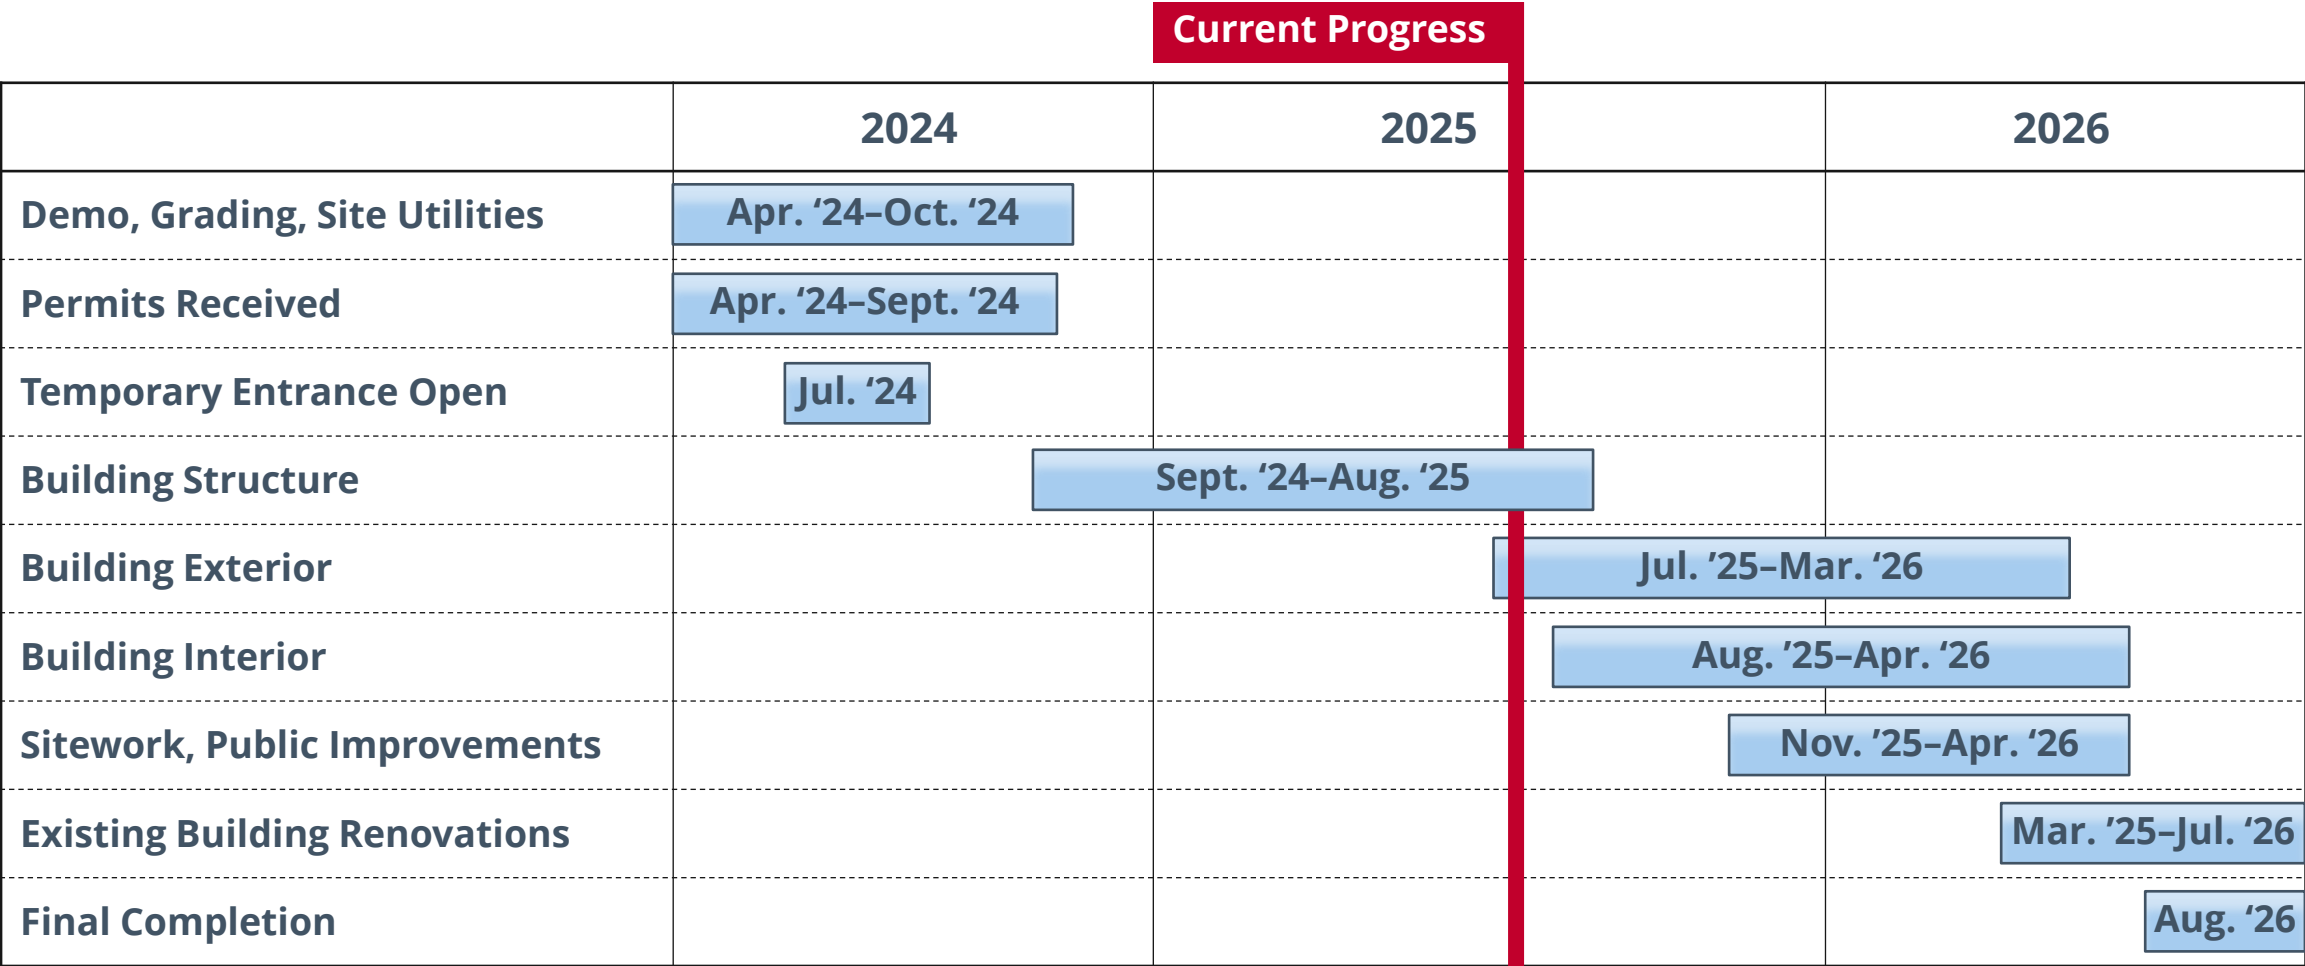 Current Progress
2024 2025 2026
Demo, Grading, Site Utilities Apr. ‘24–Oct. ‘24
Permits Received Apr. ‘24–Sept. ‘24
Temporary Entrance Open Jul. ‘24
Building Structure Sept. ‘24–Aug. ‘25
Building Exterior Jul. ’25–Mar. ‘26
Building Interior Aug. ’25–Apr. ‘26
Sitework, Public Improvements Nov. ’25–Apr. ‘26
Existing Building Renovations Mar. ’25–Jul. ‘26
Final Completion Aug. ‘26